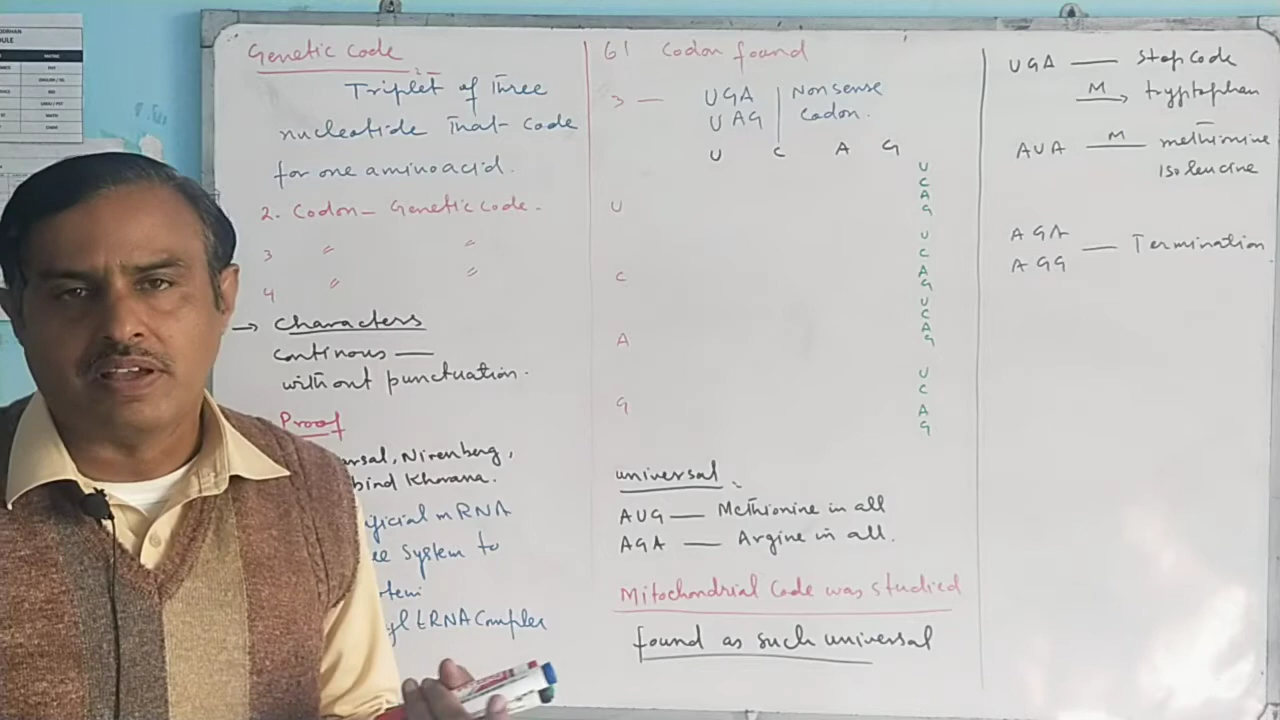 Genetic Code
Triplet of Three
nucleotide That code
for one aminoacid.
2. Codon - Genetic code.
3 " "
4 " "
→ Characters
continous —
without punctuation.
Proof
Nirenberg,
Khorana.
mRNA
System to
tRNA Complex
61 Codon found
3 — UGA Nonsense
UAG Codon.
U C A G
U
C
A
G
U
U
C
C
A
G
U
C
A
A
G
U
C
G
A
G
universal
AUG — Methionine in all
AGA — Argine in all.
Mitochondrial Code was studied
found as such universal
UGA — Stop Code
M → tryptophan
AUA M — methionine
isoleucine
AGA
AGG — Termination